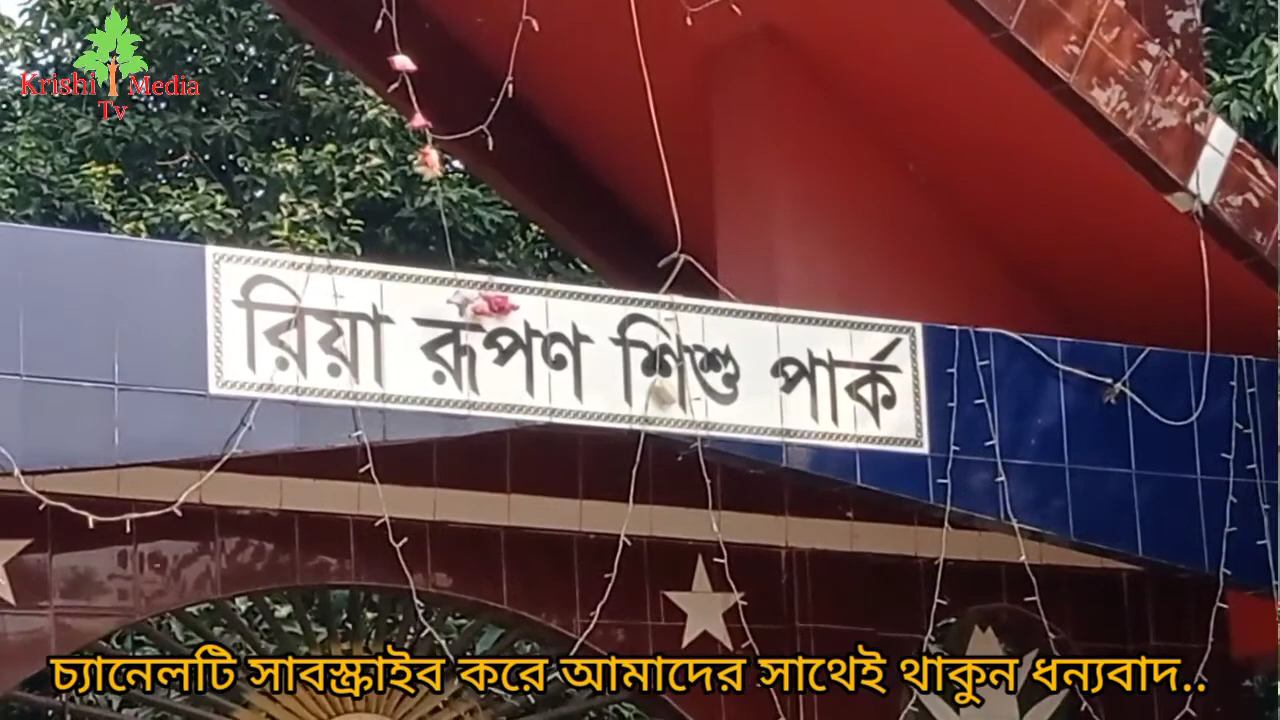 Krishi Media
Tv
রিয়া রূপণ শিশু পার্ক
চ্যানেলটি সাবস্ক্রাইব করে আমাদের সাথেই থাকুন ধন্যবাদ..